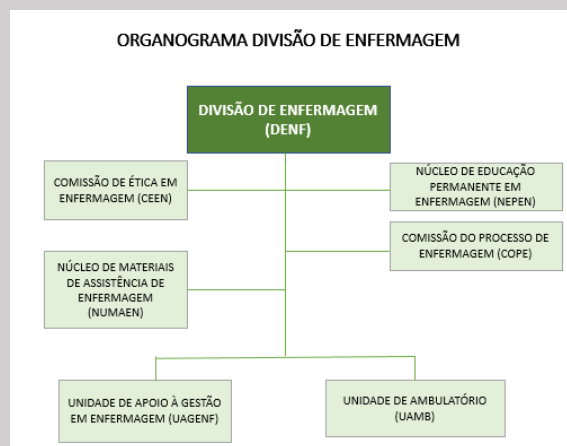 ORGANOGRAMA DIVISÃO DE ENFERMAGEM
DIVISÃO DE ENFERMAGEM
(DENF)
COMISSÃO DE ÉTICA EM
ENFERMAGEM (CEEN)
NÚCLEO DE EDUCAÇÃO
PERMANENTE EM
ENFERMAGEM (NEPEN)
COMISSÃO DO PROCESSO DE
ENFERMAGEM (COPE)
NÚCLEO DE MATERIAIS
DE ASSISTÊNCIA DE
ENFERMAGEM
(NUMAEN)
UNIDADE DE APOIO À GESTÃO
EM ENFERMAGEM (UAGENF)
UNIDADE DE AMBULATÓRIO
(UAMB)